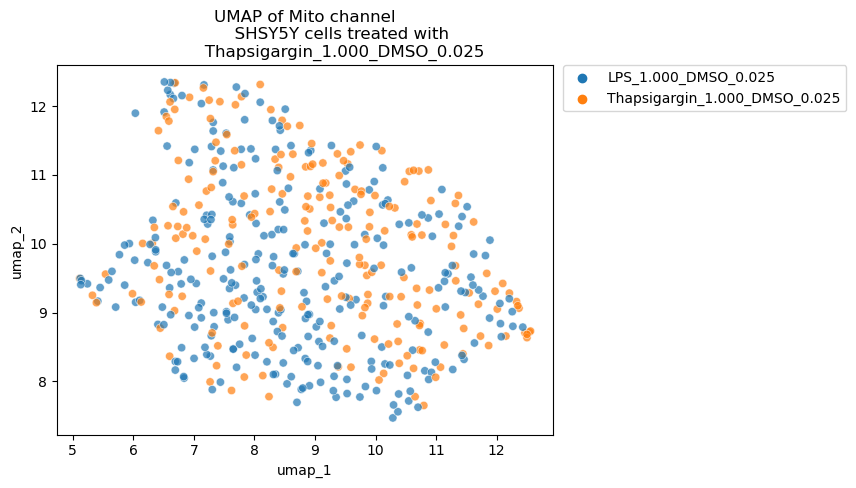 UMAP of Mito channel
SHSY5Y cells treated with
Thapsigargin_1.000_DMSO_0.025
LPS_1.000_DMSO_0.025
Thapsigargin_1.000_DMSO_0.025
umap_2
12
11
10
9
8
5
6
7
8
9
10
11
12
umap_1